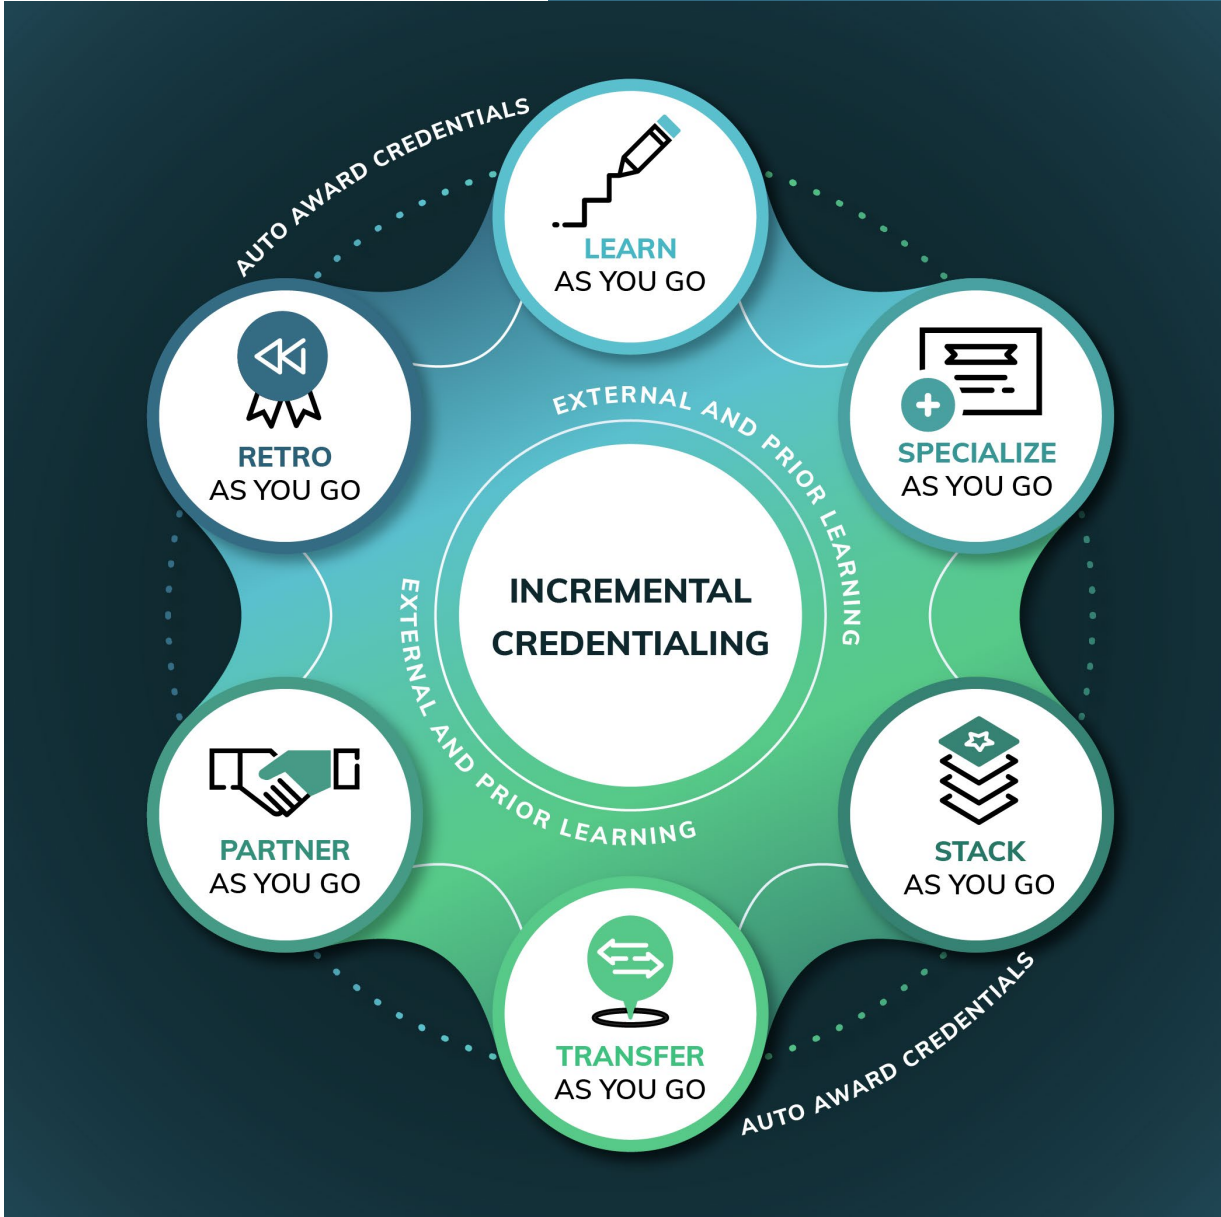 AUTO AWARD CREDENTIALS
LEARN
AS YOU GO
RETRO
AS YOU GO
SPECIALIZE
AS YOU GO
EXTERNAL AND PRIOR LEARNING
INCREMENTAL
CREDENTIALING
EXTERNAL AND PRIOR LEARNING
PARTNER
AS YOU GO
STACK
AS YOU GO
TRANSFER
AS YOU GO
AUTO AWARD CREDENTIALS